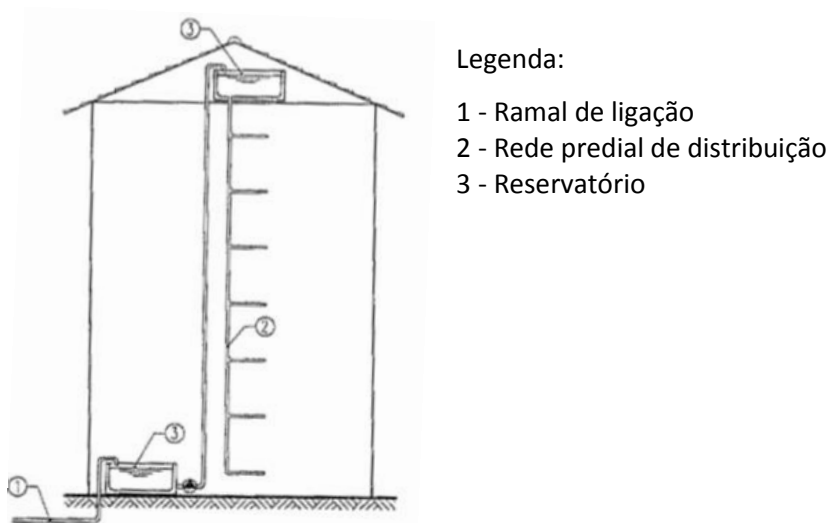 3
Legenda:
1 - Ramal de ligação
2 - Rede predial de distribuição
3 - Reservatório
2
3
1